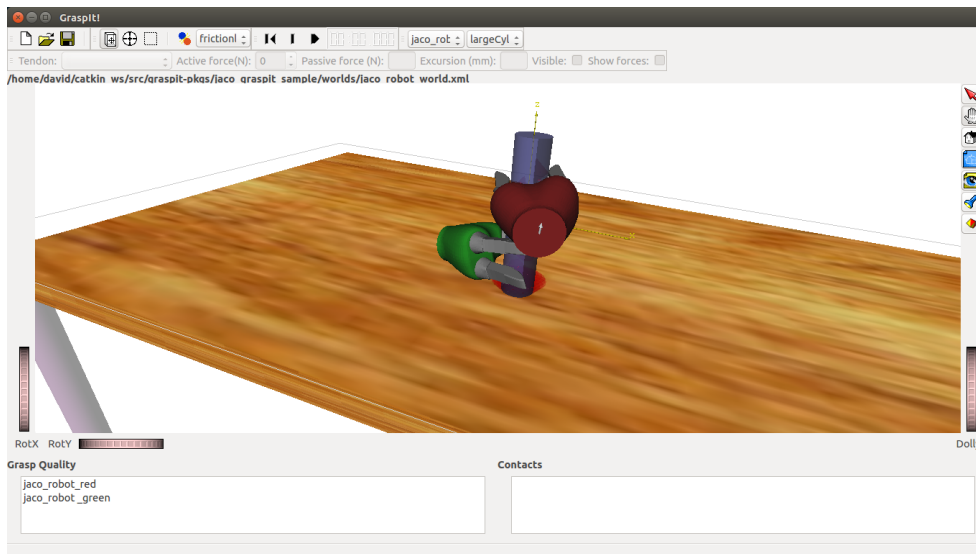 GraspIt!
frictionl jaco_rot largeCyl
Tendon: Active force(N): 0 Passive force (N): Excursion (mm): Visible: Show forces:
/home/david/catkin_ws/src/graspit-pkgs/jaco_graspit_sample/worlds/jaco_robot_world.xml
z
x
RotX RotY Dolly
Grasp Quality Contacts
jaco_robot_red
jaco_robot _green